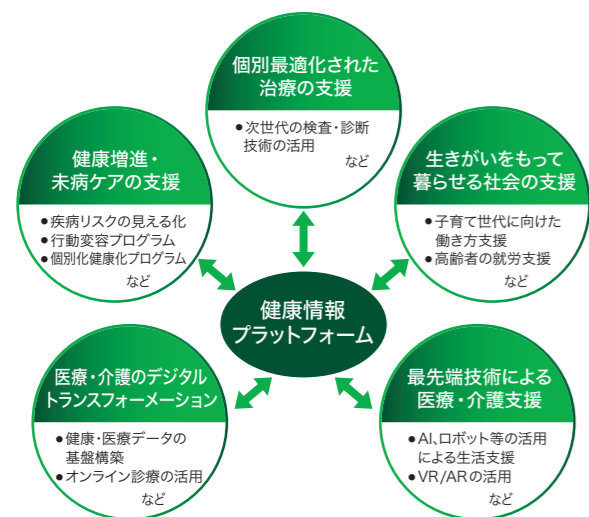 個別最適化された
治療の支援
●次世代の検査・診断
技術の活用
など
健康増進・
未病ケアの支援
●疾病リスクの見える化
●行動変容プログラム
●個別化健康化プログラム
など
生きがいをもって
暮らせる社会の支援
●子育て世代に向けた
働き方支援
●高齢者の就労支援
など
健康情報
プラットフォーム
医療・介護のデジタル
トランスフォーメーション
●健康・医療データの
基盤構築
●オンライン診療の活用
など
最先端技術による
医療・介護支援
●AI、ロボット等の活用
による生活支援
●VR/ARの活用
など